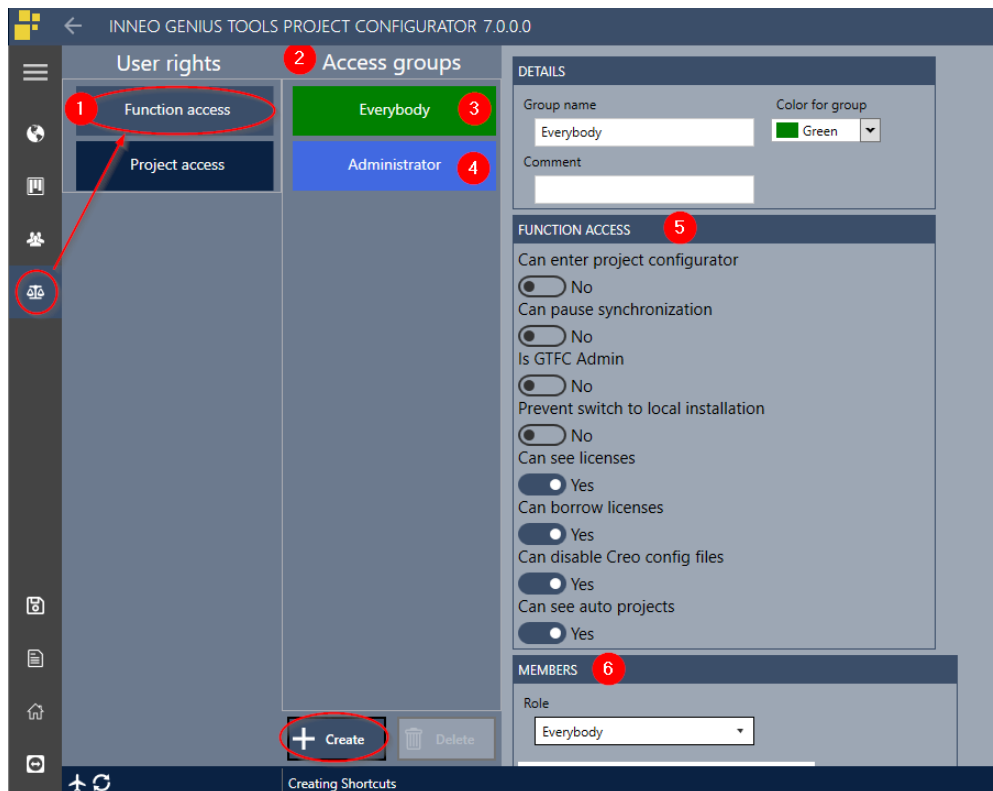 INNEO GENIUS TOOLS PROJECT CONFIGURATOR 7.0.0.0
User rights
2 Access groups
1 Function access
Project access
Everybody 3
Administrator 4
DETAILS
Group name Color for group
Everybody Green
Comment
FUNCTION ACCESS 5
Can enter project configurator
No
Can pause synchronization
No
Is GTFC Admin
No
Prevent switch to local installation
No
Can see licenses
Yes
Can borrow licenses
Yes
Can disable Creo config files
Yes
Can see auto projects
Yes
MEMBERS 6
Role
Everybody
Create Delete
Creating Shortcuts